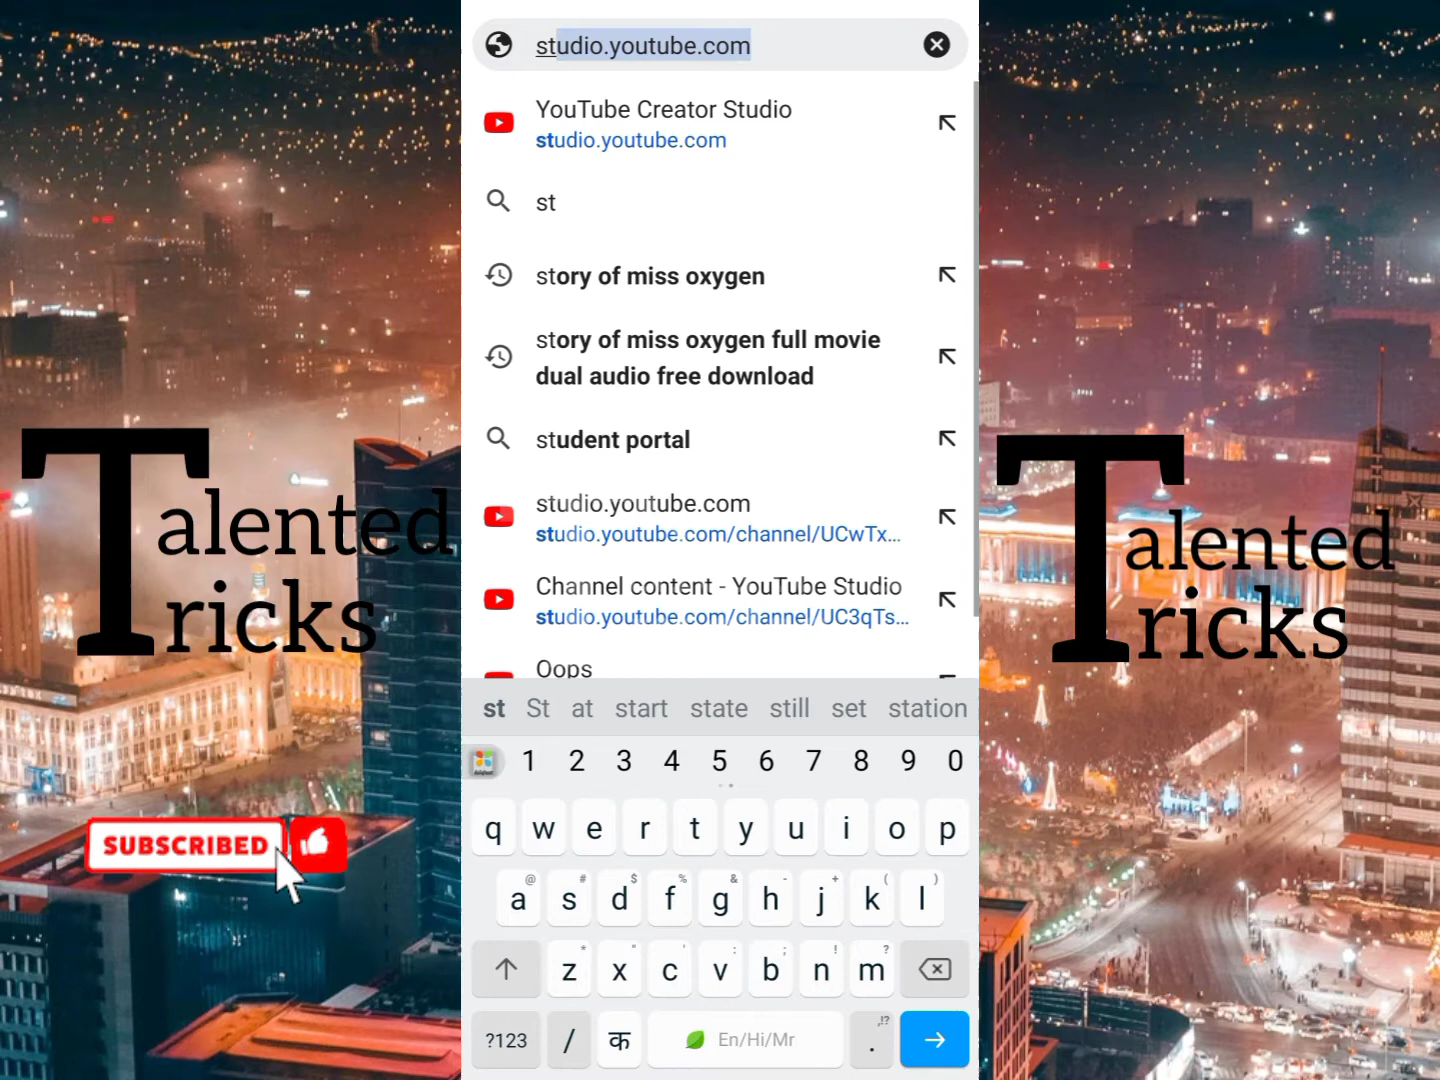 studio.youtube.com
YouTube Creator Studio
studio.youtube.com
st
story of miss oxygen
story of miss oxygen full movie
dual audio free download
student portal
studio.youtube.com
studio.youtube.com/channel/UCwTx...
Channel content - YouTube Studio
studio.youtube.com/channel/UC3qTs...
Oops
st St at start state still set station
1 2 3 4 5 6 7 8 9 0
q w e r t y u i o p
@ # $ % & - + ( )
a s d f g h j k l
* " ' : ; ! ?
z x c v b n m
,!?
?123 / क En/Hi/Mr .
Talented
Tricks
SUBSCRIBED
Talented
Tricks